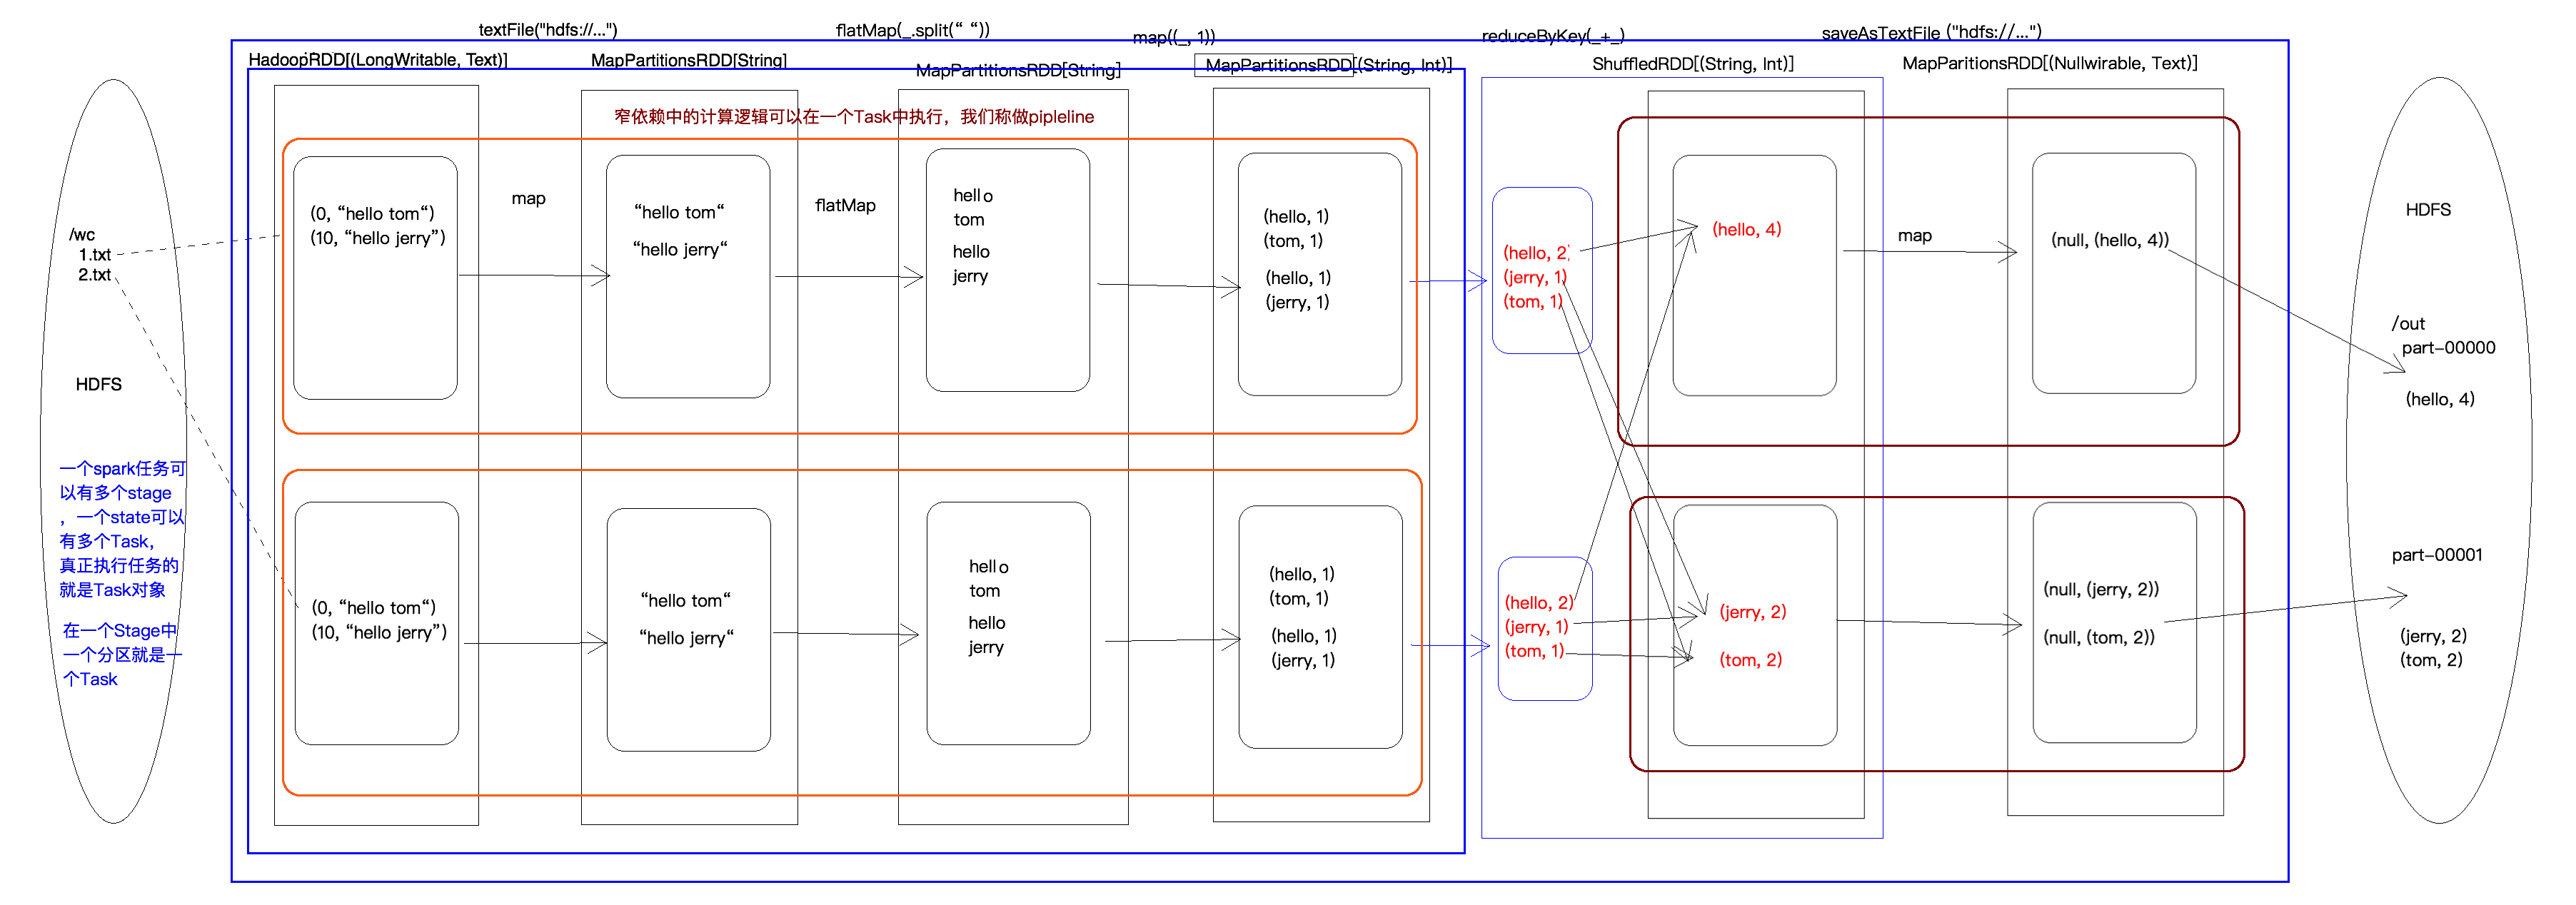 textFile("hdfs://...")
flatMap(_.split(“ “))
map((_, 1))
reduceByKey(_+_)
saveAsTextFile ("hdfs://...")
HadoopRDD[(LongWritable, Text)]
MapPartitionsRDD[String]
MapPartitionsRDD[String]
MapPartitionsRDD[(String, Int)]
ShuffledRDD[(String, Int)]
MapParitionsRDD[(Nullwirable, Text)]
窄依赖中的计算逻辑可以在一个Task中执行，我们称做pipleline
/wc
1.txt
2.txt
HDFS
一个spark任务可
以有多个stage
，一个state可以
有多个Task，
真正执行任务的
就是Task对象
在一个Stage中
一个分区就是一
个Task
(0, “hello tom“)
(10, “hello jerry”)
map
“hello tom“
“hello jerry“
flatMap
hello
tom
hello
jerry
(hello, 1)
(tom, 1)
(hello, 1)
(jerry, 1)
(hello, 2)
(jerry, 1)
(tom, 1)
(hello, 4)
map
(null, (hello, 4))
(0, “hello tom“)
(10, “hello jerry”)
“hello tom“
“hello jerry“
hello
tom
hello
jerry
(hello, 1)
(tom, 1)
(hello, 1)
(jerry, 1)
(hello, 2)
(jerry, 1)
(tom, 1)
(jerry, 2)
(tom, 2)
(null, (jerry, 2))
(null, (tom, 2))
HDFS
/out
part-00000
(hello, 4)
part-00001
(jerry, 2)
(tom, 2)